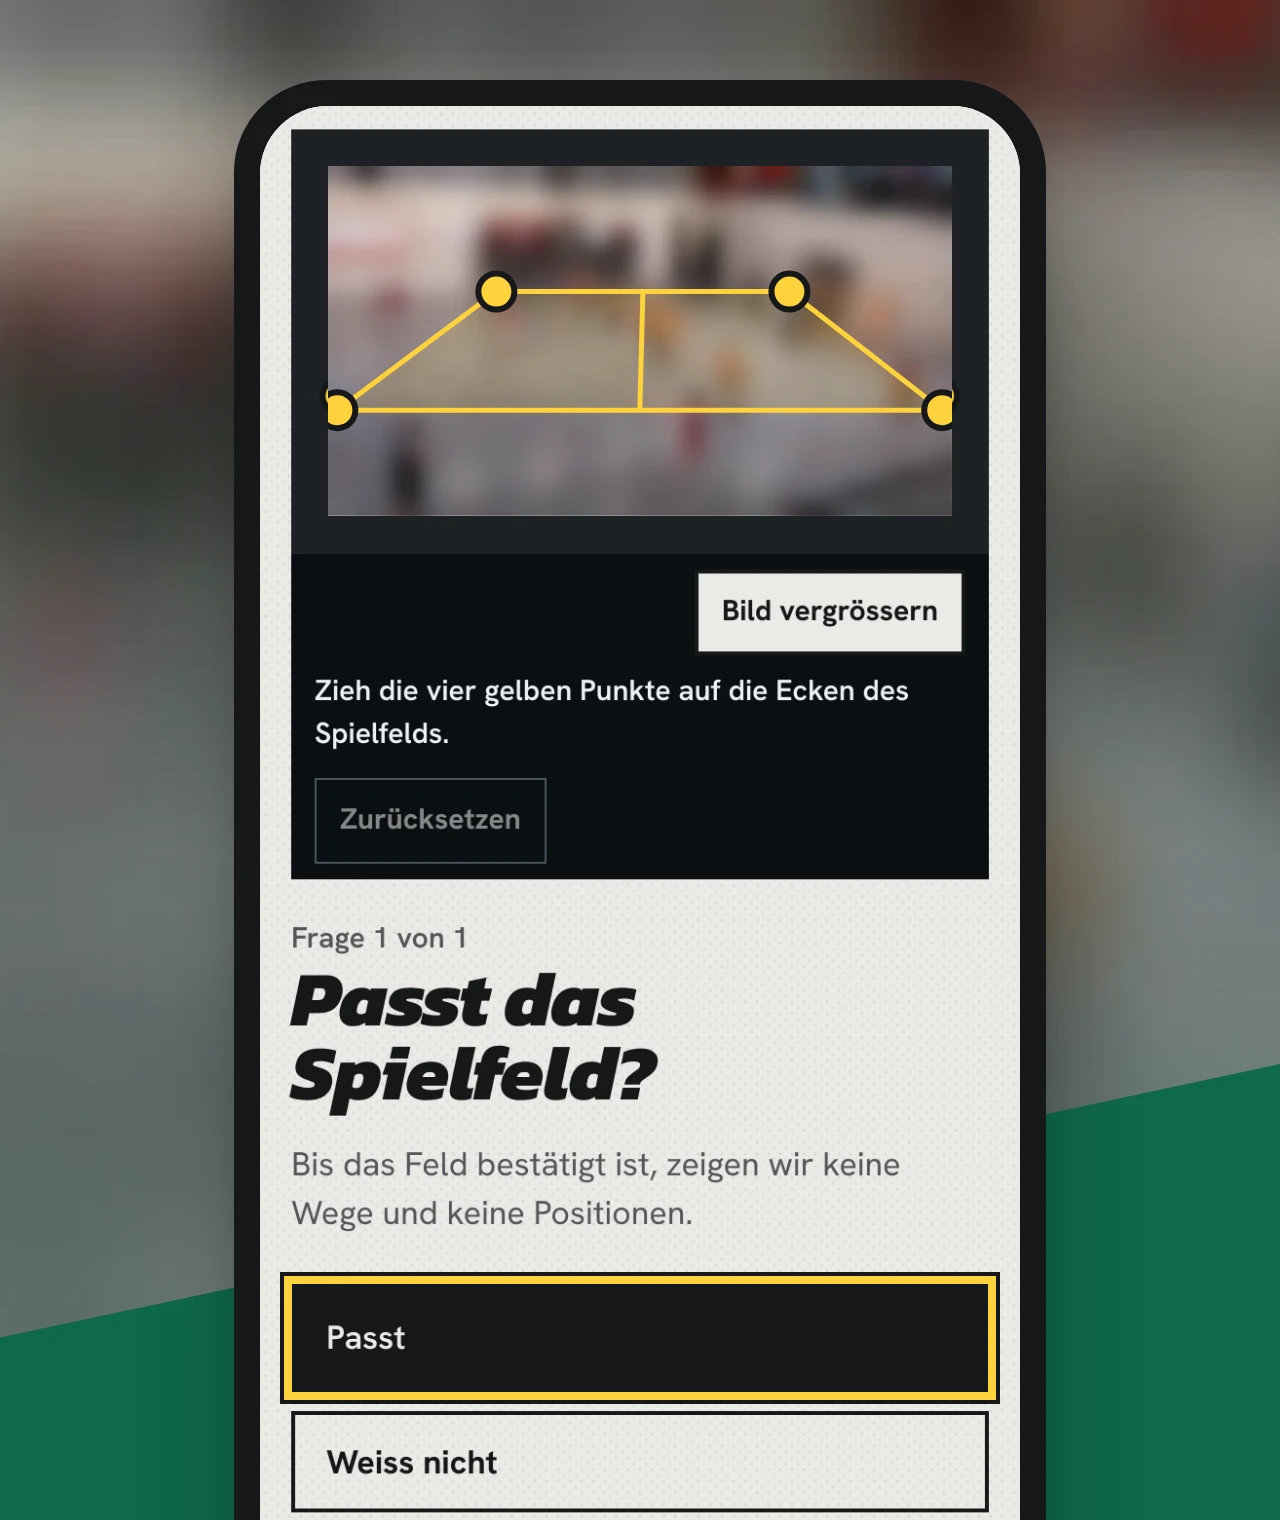 Bild vergrössern
Zieh die vier gelben Punkte auf die Ecken des
Spielfelds.
Zurücksetzen
Frage 1 von 1
Passt das
Spielfeld?
Bis das Feld bestätigt ist, zeigen wir keine
Wege und keine Positionen.
Passt
Weiss nicht